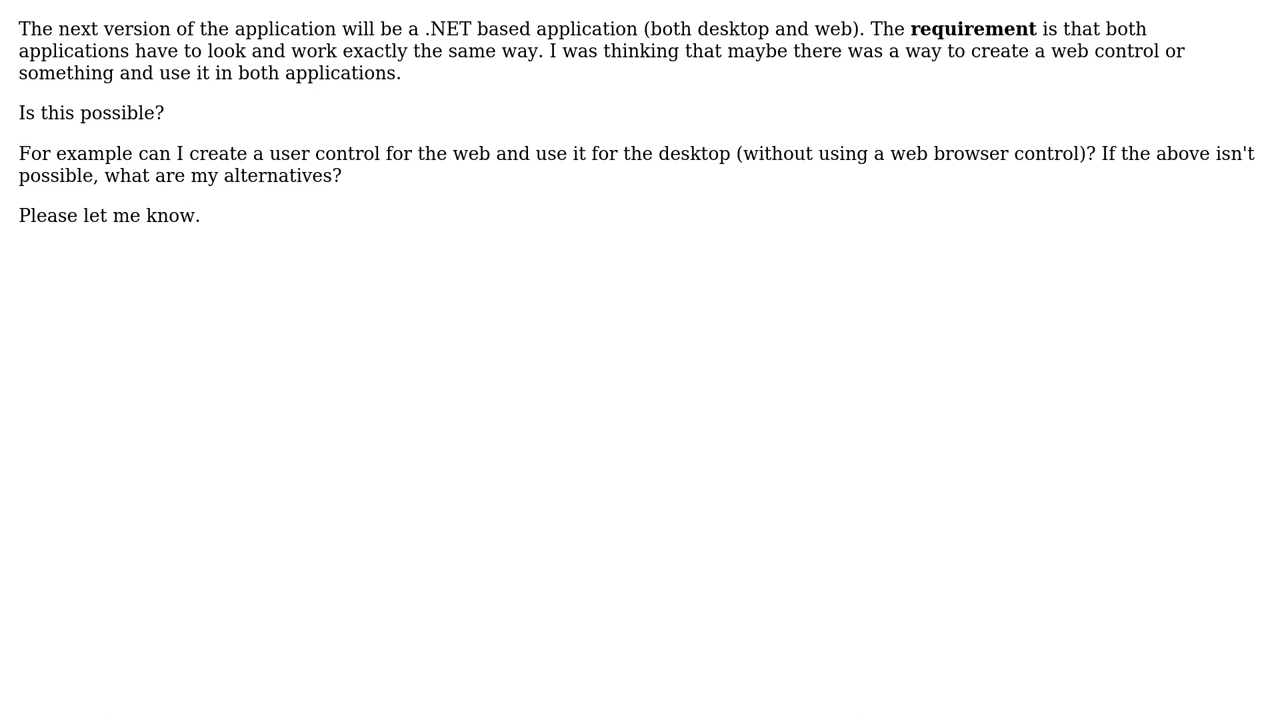 The next version of the application will be a .NET based application (both desktop and web). The requirement is that both
applications have to look and work exactly the same way. I was thinking that maybe there was a way to create a web control or
something and use it in both applications.
Is this possible?
For example can I create a user control for the web and use it for the desktop (without using a web browser control)? If the above isn't
possible, what are my alternatives?
Please let me know.